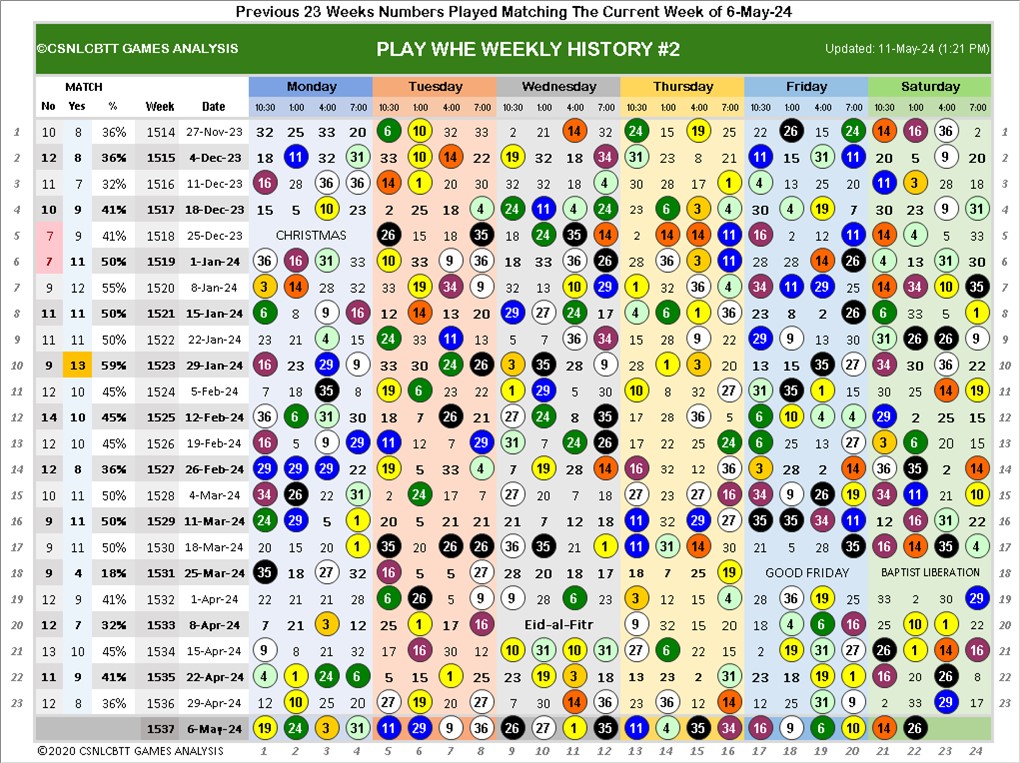 Previous 23 Weeks Numbers Played Matching The Current Week of 6-May-24
©CSNLCBTT GAMES ANALYSIS PLAY WHE WEEKLY HISTORY #2 Updated: 11-May-24 (1:21 PM)
MATCH Monday Tuesday Wednesday Thursday Friday Saturday
No Yes % Week Date 10:30 1:00 4:00 7:00 10:30 1:00 4:00 7:00 10:30 1:00 4:00 7:00 10:30 1:00 4:00 7:00 10:30 1:00 4:00 7:00 10:30 1:00 4:00 7:00
1 10 8 36% 1514 27-Nov-23 32 25 33 20 6 10 32 33 2 21 14 32 24 15 19 25 22 26 15 24 14 16 36 2 1
2 12 8 36% 1515 4-Dec-23 18 11 32 31 33 10 14 22 19 32 18 34 31 23 8 21 11 15 31 11 20 5 9 20 2
3 11 7 32% 1516 11-Dec-23 16 28 36 36 14 1 20 30 32 32 18 4 30 28 17 1 4 13 25 20 11 3 28 18 3
4 10 9 41% 1517 18-Dec-23 15 5 10 23 2 25 18 4 24 11 4 24 23 6 3 4 30 4 19 7 30 23 9 31 4
5 7 9 41% 1518 25-Dec-23 CHRISTMAS 26 15 18 35 18 24 35 14 2 14 14 11 16 2 12 11 14 4 5 33 5
6 7 11 50% 1519 1-Jan-24 36 16 31 33 10 33 9 36 18 32 36 26 28 36 3 11 28 28 14 26 4 13 31 30 6
7 9 12 55% 1520 8-Jan-24 3 14 28 32 33 19 34 9 32 13 10 29 1 32 36 4 34 11 29 25 14 34 10 35 7
8 11 11 50% 1521 15-Jan-24 6 8 9 16 12 14 13 20 29 27 24 17 4 6 1 36 23 8 2 26 6 33 5 1 8
9 11 11 50% 1522 22-Jan-24 23 21 4 15 24 33 11 13 5 7 36 34 15 28 9 22 29 9 13 30 31 26 26 9 9
10 9 13 59% 1523 29-Jan-24 16 23 29 9 33 30 24 26 3 35 28 9 28 1 3 20 13 15 35 27 34 30 36 22 10
11 12 10 45% 1524 5-Feb-24 7 18 35 8 19 6 23 22 1 29 5 30 10 8 32 27 31 35 1 15 30 25 14 19 11
12 14 10 45% 1525 12-Feb-24 36 6 31 30 18 7 26 21 27 24 8 35 17 28 36 5 6 10 4 4 29 2 25 15 12
13 12 10 45% 1526 19-Feb-24 16 5 9 29 11 12 7 29 31 7 24 26 17 22 25 24 6 25 13 27 3 6 20 15 13
14 12 8 36% 1527 26-Feb-24 29 29 29 22 19 5 33 4 7 19 28 14 16 32 12 36 3 28 2 14 36 35 2 14 14
15 10 11 50% 1528 4-Mar-24 34 26 22 31 2 24 17 7 27 20 7 18 27 23 27 16 34 9 26 19 34 11 21 10 15
16 9 11 50% 1529 11-Mar-24 24 29 5 1 20 5 21 21 21 7 12 18 11 32 29 27 35 35 34 11 12 16 31 22 16
17 9 11 50% 1530 18-Mar-24 20 15 20 1 35 20 26 26 36 35 21 1 11 31 14 30 21 5 28 35 16 14 35 4 17
18 9 4 18% 1531 25-Mar-24 35 18 27 32 16 5 5 27 28 20 18 17 18 7 25 19 GOOD FRIDAY BAPTIST LIBERATION 18
19 12 9 41% 1532 1-Apr-24 22 21 21 28 6 26 5 9 9 28 6 23 3 12 15 4 28 36 19 25 33 2 30 29 19
20 12 7 32% 1533 8-Apr-24 7 21 3 12 25 1 17 16 Eid-al-Fitr 9 32 15 20 18 4 6 16 22 10 1 22 20
21 13 10 45% 1534 15-Apr-24 9 8 21 32 17 16 30 12 10 31 10 31 27 6 22 15 2 19 31 27 26 1 14 16 21
22 11 9 41% 1535 22-Apr-24 4 1 24 6 5 15 1 25 23 19 3 18 13 23 2 31 23 18 19 1 16 20 26 8 22
23 12 8 36% 1536 29-Apr-24 12 10 25 20 27 19 20 27 7 30 14 36 23 36 12 14 12 25 31 9 2 33 29 17 23
1537 6-May-24 19 24 3 31 11 29 9 36 26 27 1 35 11 4 35 34 16 9 6 10 14 26
©2020 CSNLCBTT GAMES ANALYSIS 1 2 3 4 5 6 7 8 9 10 11 12 13 14 15 16 17 18 19 20 21 22 23 24